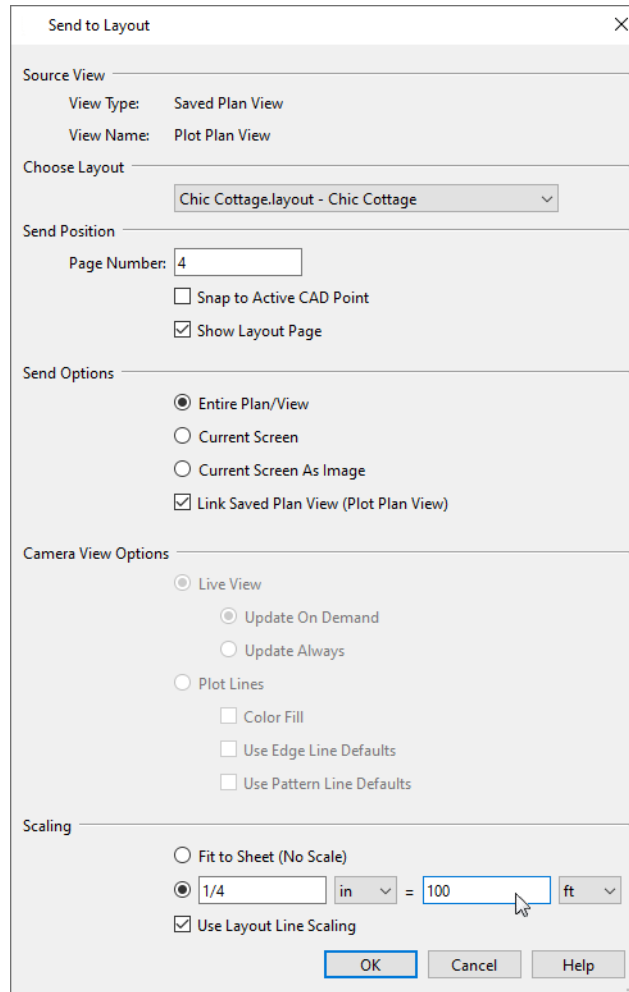 Send to Layout
Source View
View Type: Saved Plan View
View Name: Plot Plan View
Choose Layout
Chic Cottage.layout - Chic Cottage
Send Position
Page Number: 4
Snap to Active CAD Point
Show Layout Page
Send Options
Entire Plan/View
Current Screen
Current Screen As Image
Link Saved Plan View (Plot Plan View)
Camera View Options
Live View
Update On Demand
Update Always
Plot Lines
Color Fill
Use Edge Line Defaults
Use Pattern Line Defaults
Scaling
Fit to Sheet (No Scale)
1/4 in = 100 ft
Use Layout Line Scaling
OK Cancel Help